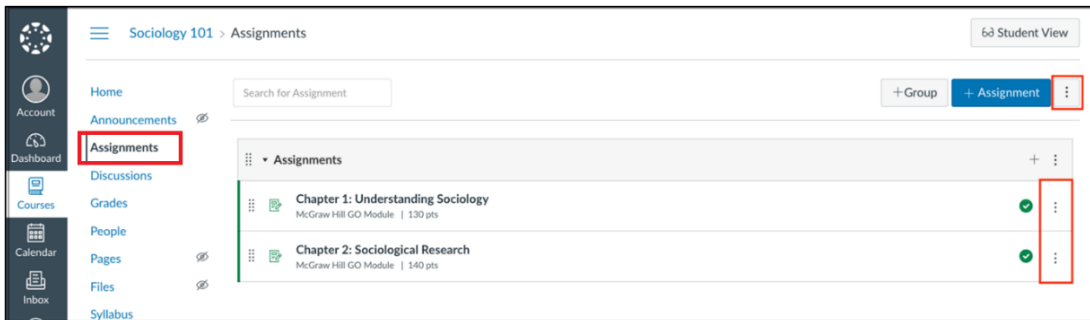 Sociology 101 > Assignments
Student View
Account
Dashboard
Courses
Calendar
Inbox
Home
Announcements
Assignments
Discussions
Grades
People
Pages
Files
Syllabus
Search for Assignment
+Group
+ Assignment
Assignments
Chapter 1: Understanding Sociology
McGraw Hill GO Module | 130 pts
Chapter 2: Sociological Research
McGraw Hill GO Module | 140 pts